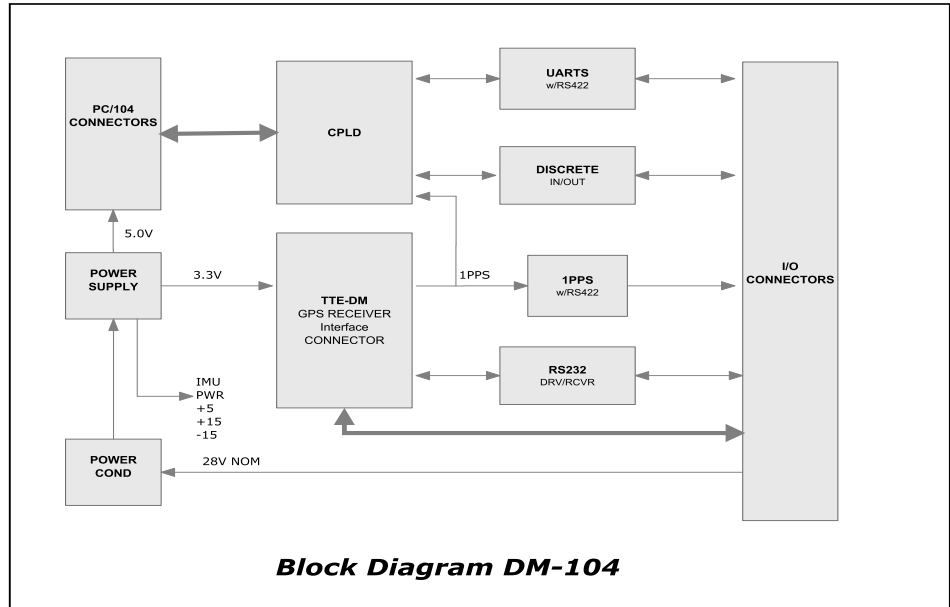 UARTS
w/RS422
PC/104
CONNECTORS
CPLD
DISCRETE
IN/OUT
5.0V
POWER
SUPPLY
3.3V
TTE-DM
GPS RECEIVER
Interface
CONNECTOR
1PPS
1PPS
w/RS422
I/O
CONNECTORS
RS232
DRV/RCVR
IMU
PWR
+5
+15
-15
POWER
COND
28V NOM
Block Diagram DM-104